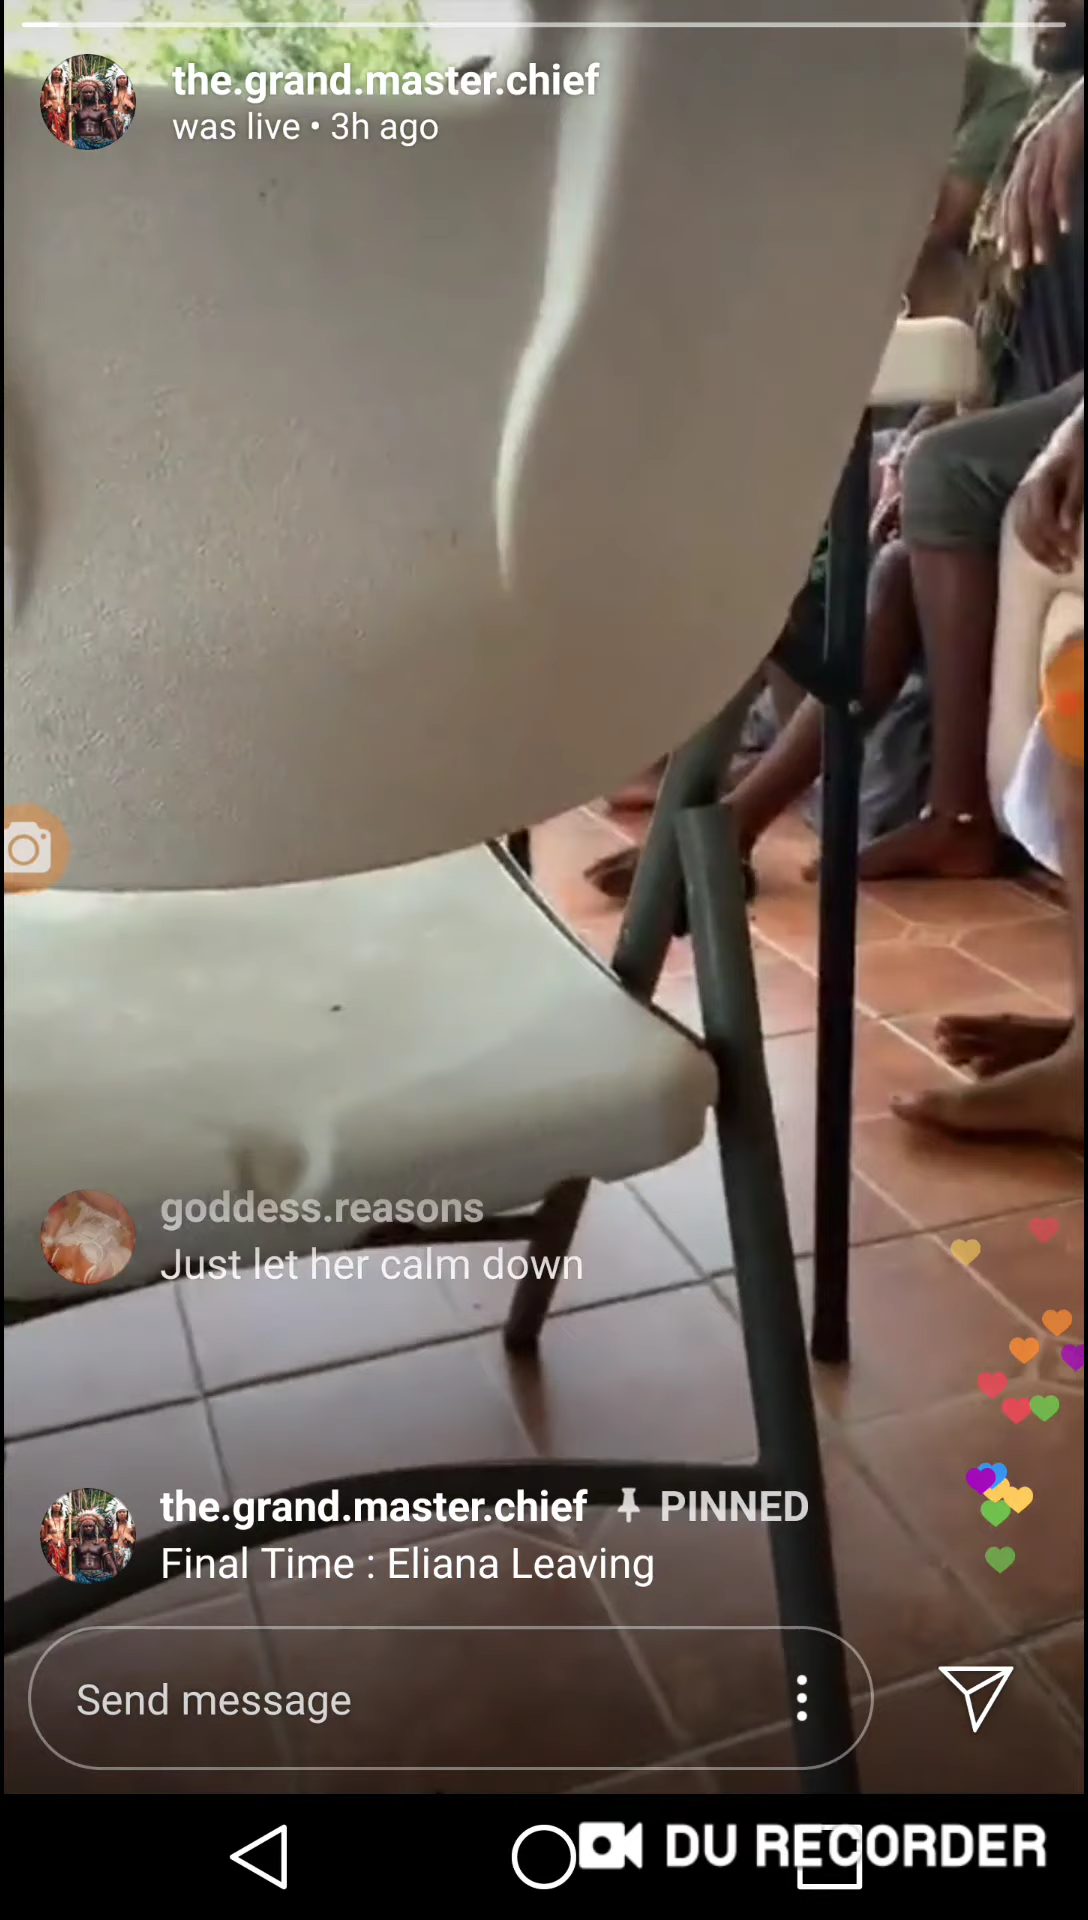 the.grand.master.chief
was live • 3h ago
goddess.reasons
Just let her calm down
the.grand.master.chief PINNED
Final Time : Eliana Leaving
Send message
DU RECORDER